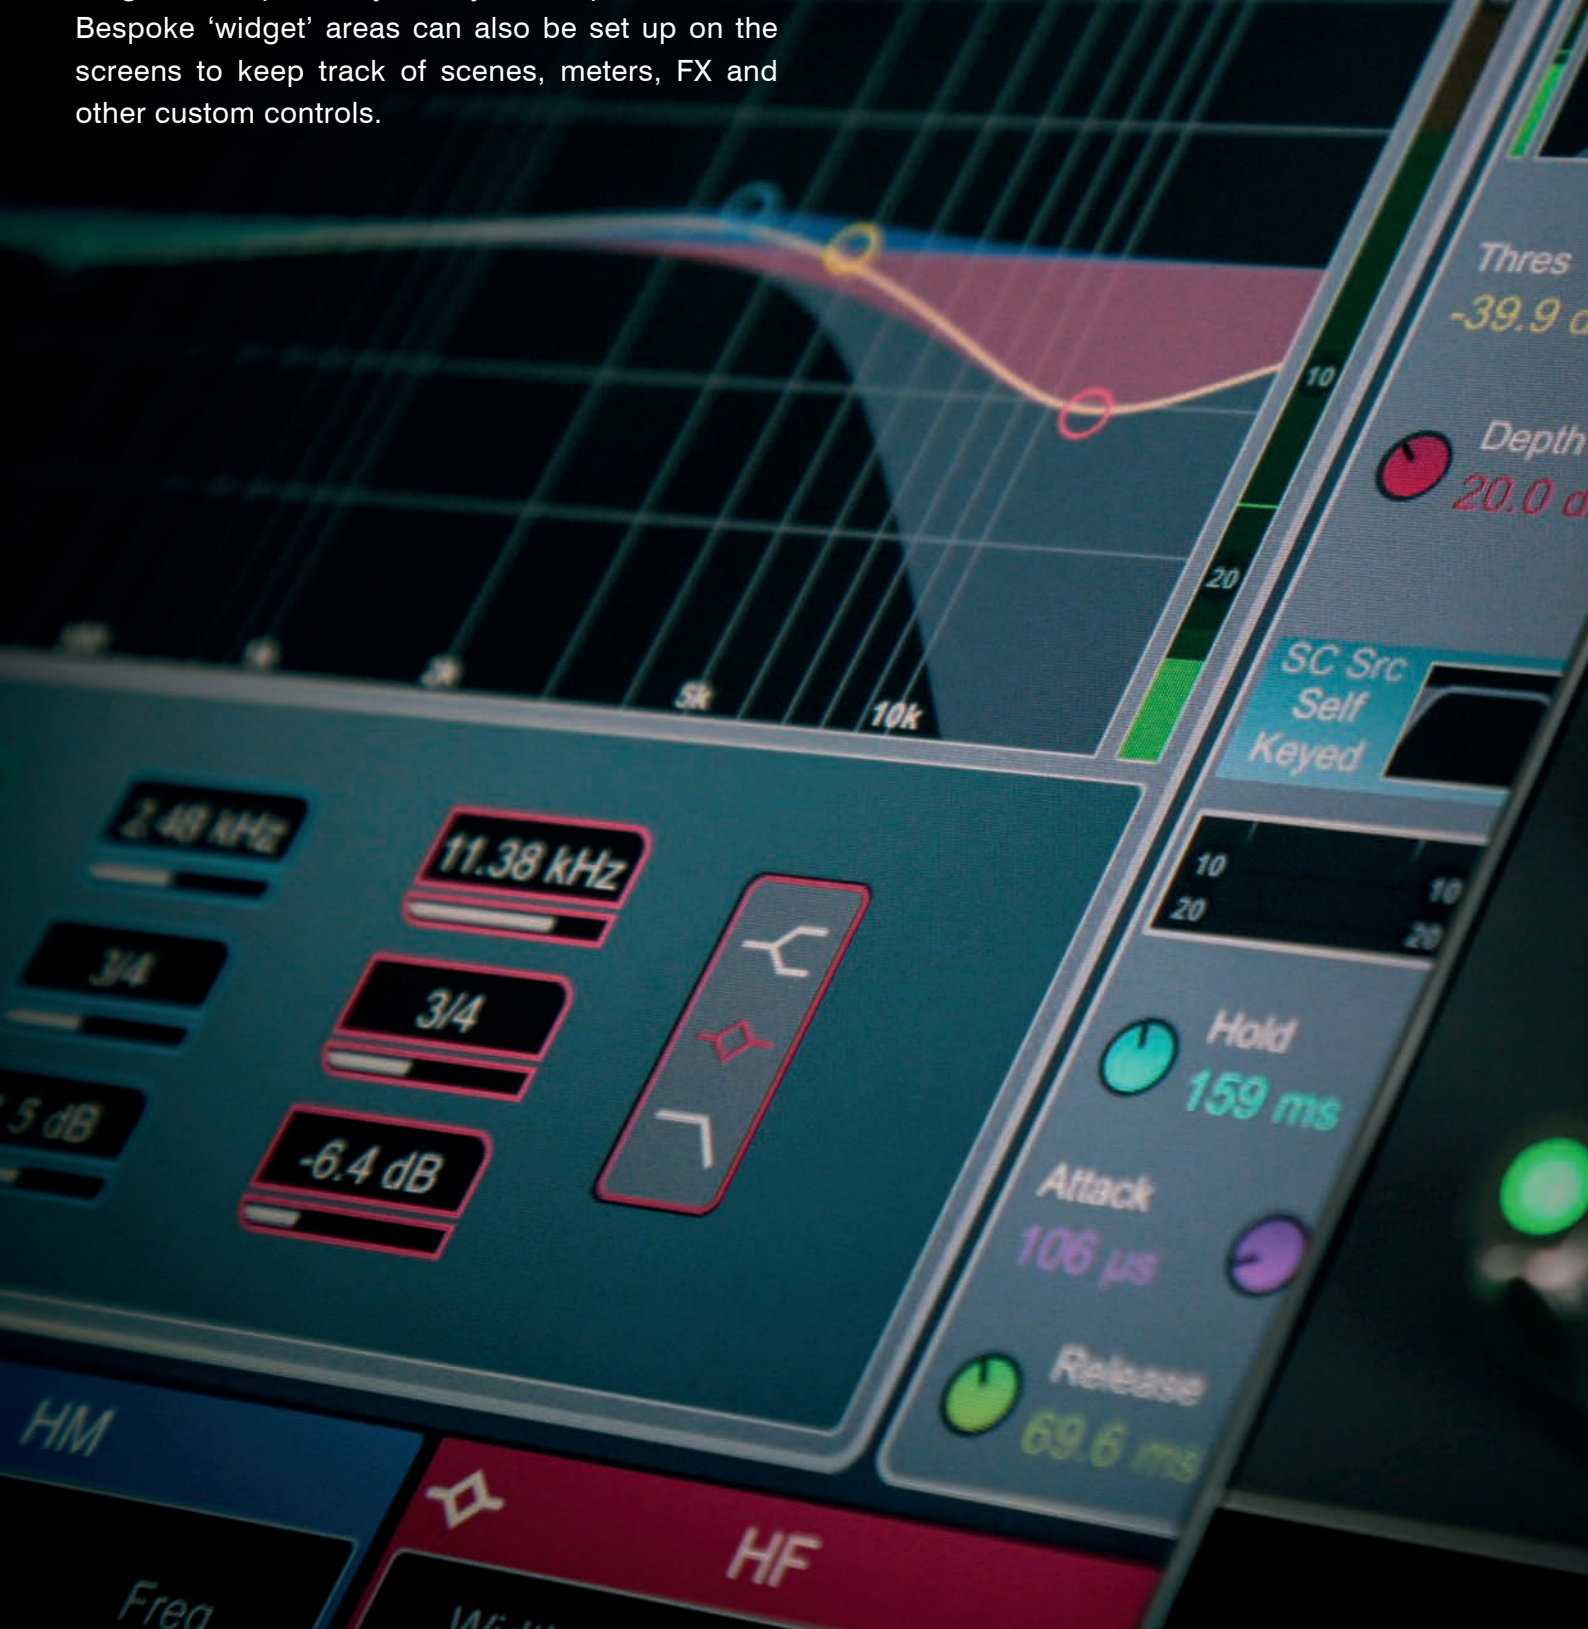 Bespoke ‘widget’ areas can also be set up on the
screens to keep track of scenes, meters, FX and
other custom controls.
Thres
-39.9
10
Depth
20.0
20
SC Src
Self
Keyed
2k
5k
10k
2.48 kHz
11.38 kHz
10
10
20
20
3/4
3/4
Hold
159 ms
5 dB
-6.4 dB
Attack
106 µs
Release
69.6 ms
HM
HF
Freq